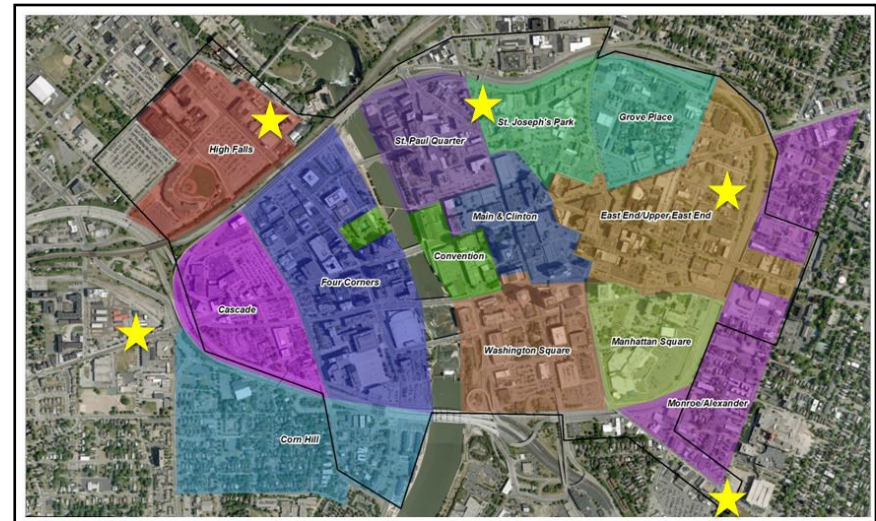 High Falls
St. Paul Quarter
St. Joseph's Park
Grove Place
Main & Clinton
East End/Upper East End
Convention
Four Corners
Cascade
Washington Square
Manhattan Square
Monroe/Alexander
Corn Hill